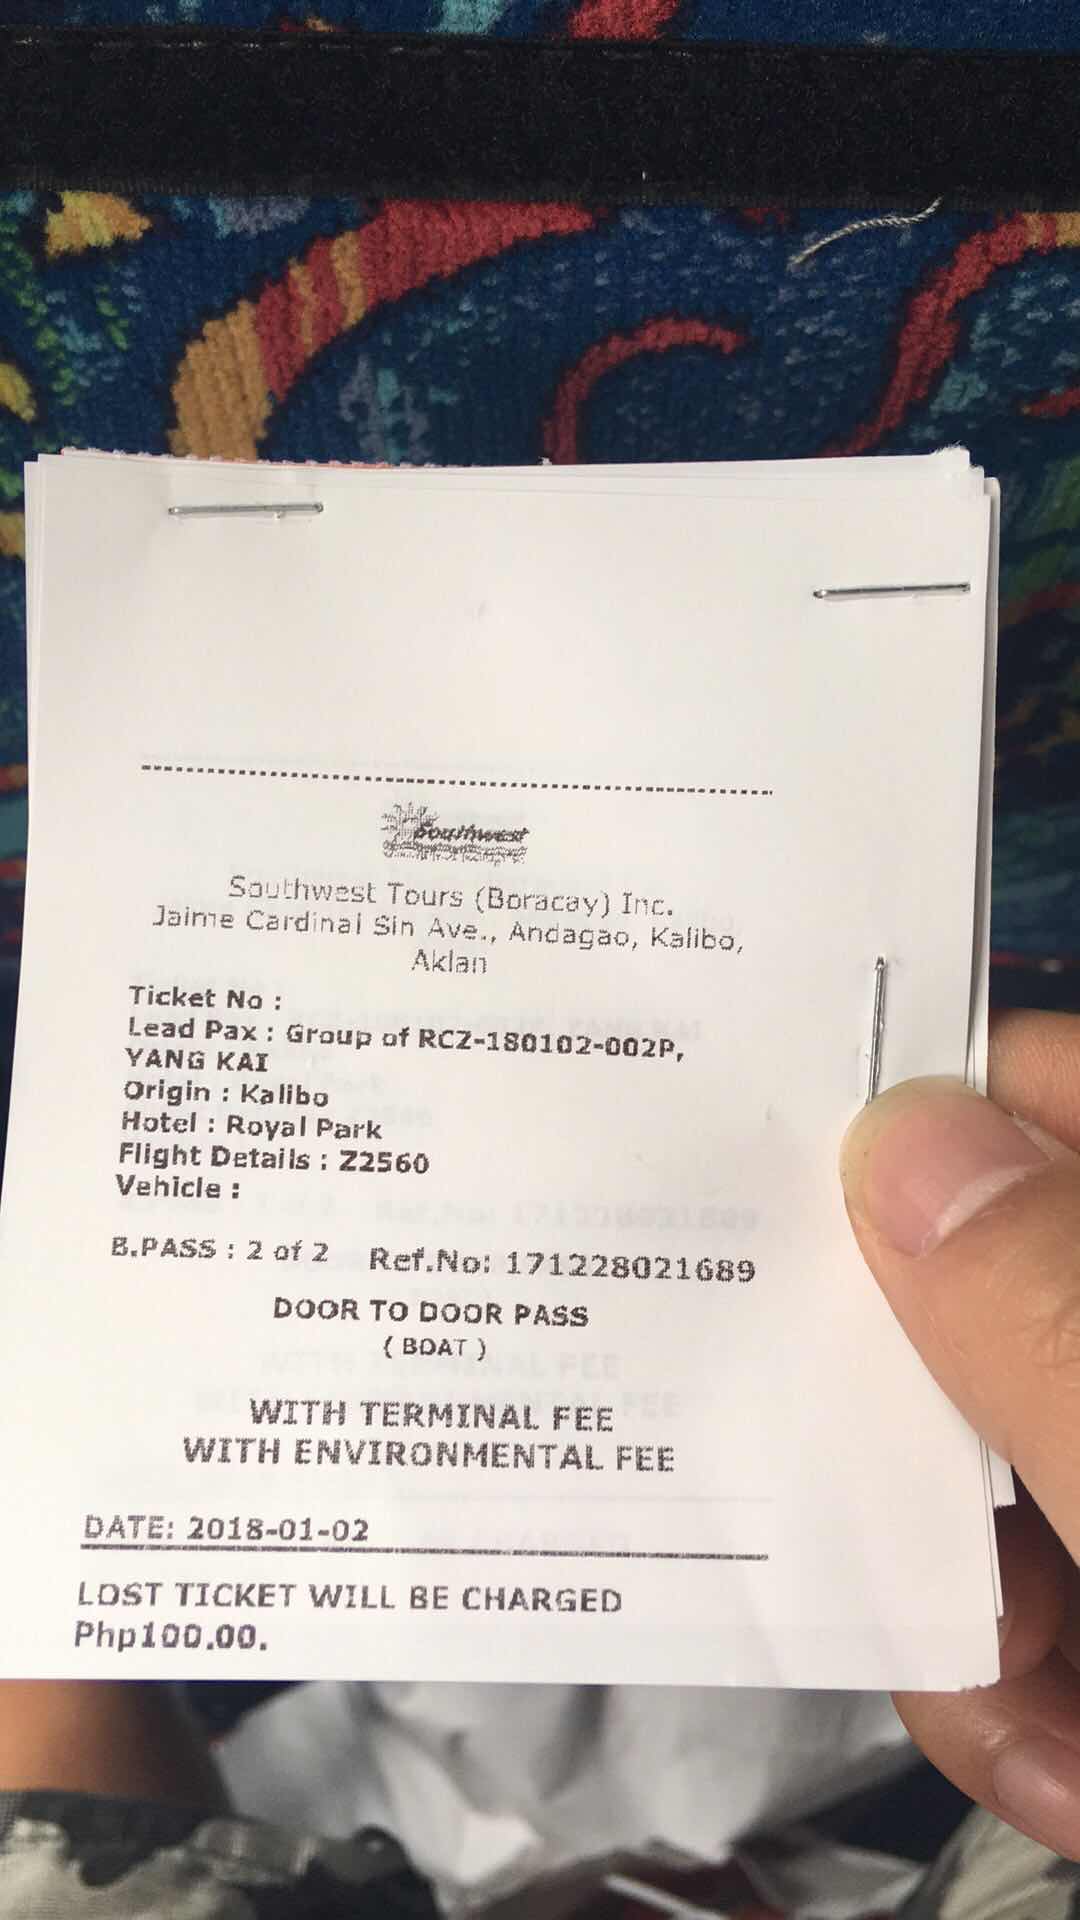 Southwest
Southwest Tours (Boracay) Inc.
Jaime Cardinal Sin Ave., Andagao, Kalibo,
Aklan
Ticket No :
Lead Pax : Group of RCZ-180102-002P,
YANG KAI
Origin : Kalibo
Hotel : Royal Park
Flight Details : Z2560
Vehicle :
B.PASS : 2 of 2 Ref.No: 171228021689
DOOR TO DOOR PASS
( BOAT )
WITH TERMINAL FEE
WITH ENVIRONMENTAL FEE
DATE: 2018-01-02
LOST TICKET WILL BE CHARGED
Php100.00.